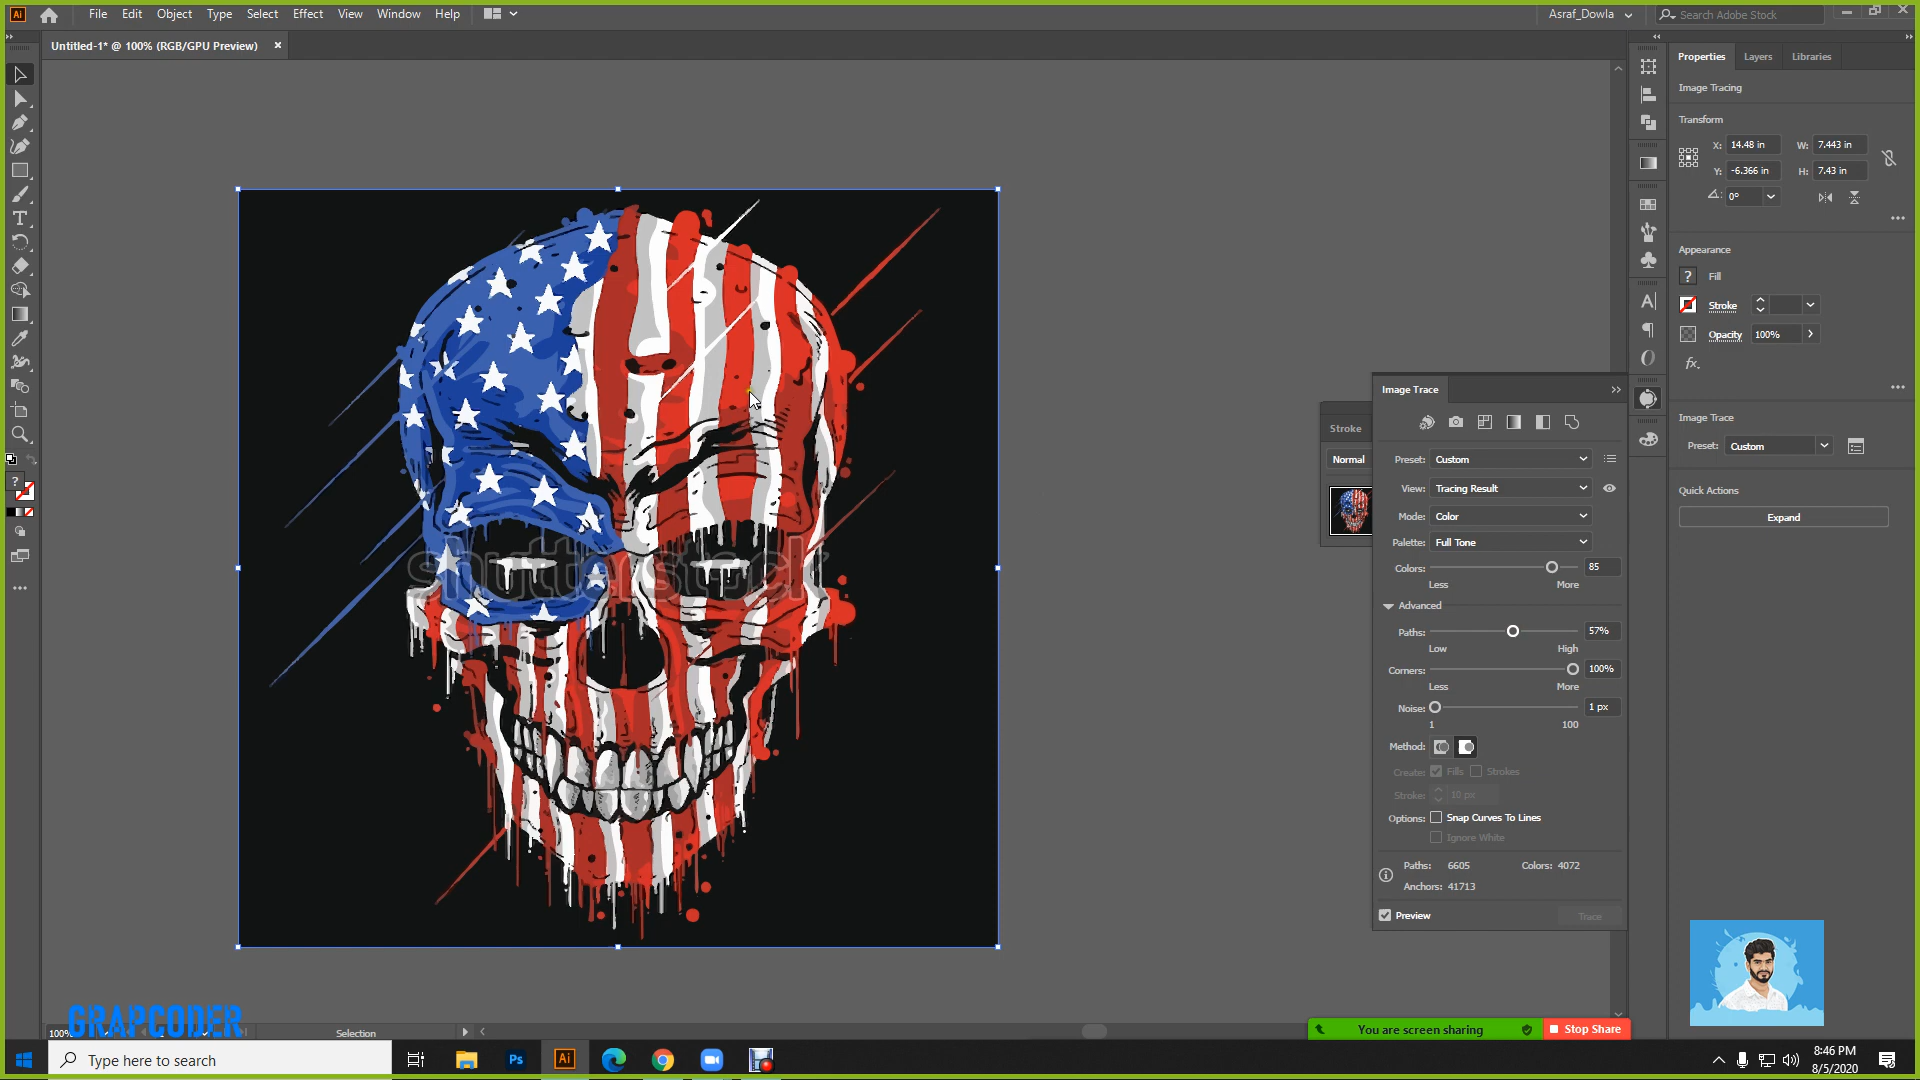 Ai File Edit Object Type Select Effect View Window Help
Asraf_Dowla
Search Adobe Stock
Untitled-1* @ 100% (RGB/GPU Preview) ×
Properties Layers Libraries
Image Tracing
Transform
X: 14.48 in W: 7.443 in
Y: -6.366 in H: 7.43 in
0°
Appearance
? Fill
Stroke
Opacity 100%
fx.
Image Trace
Preset: Custom
Quick Actions
Expand
Stroke
Normal
Image Trace
Preset: Custom
View: Tracing Result
Mode: Color
Palette: Full Tone
Colors: 85
Less More
Advanced
Paths: 57%
Low High
Corners: 100%
Less More
Noise: 1 px
1 100
Method:
Create: Fills Strokes
Stroke: 10 px
Options: Snap Curves To Lines
Ignore White
Paths: 6605 Colors: 4072
Anchors: 41713
Preview Trace
shutterstock
GRAPCODER
100%
Selection
You are screen sharing
Stop Share
Type here to search
Ps Ai
8:46 PM
8/5/2020